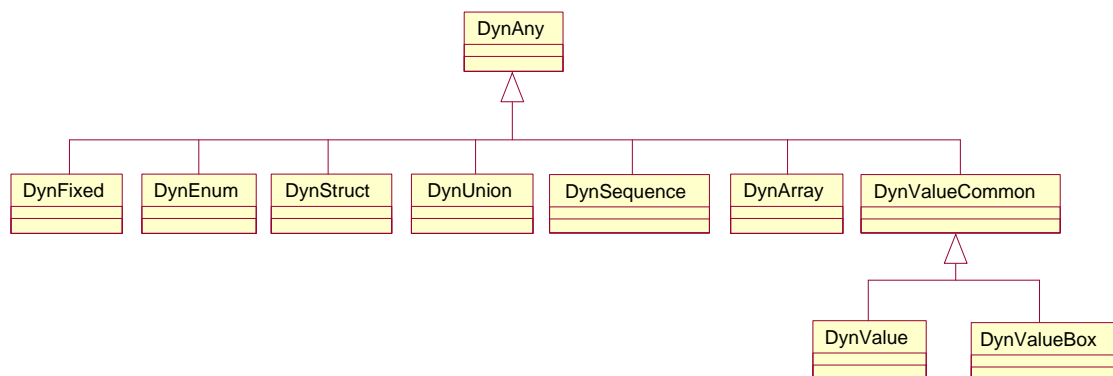 DynAny
DynFixed
DynEnum
DynStruct
DynUnion
DynSequence
DynArray
DynValueCommon
DynValue
DynValueBox